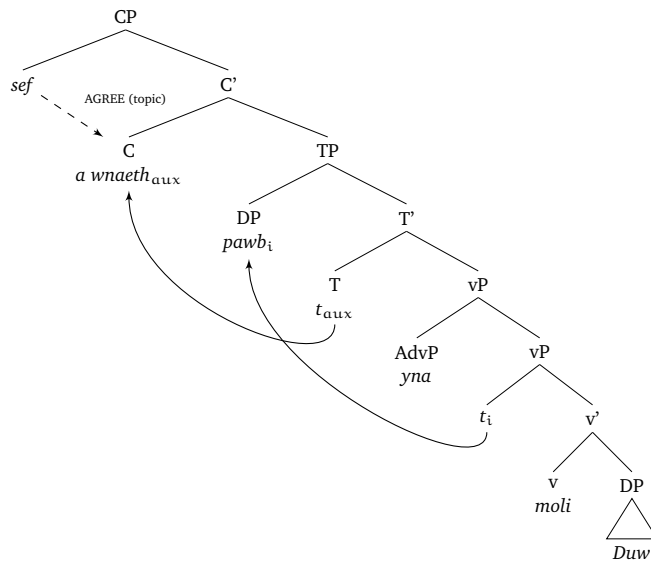 CP
sef C'
AGREE (topic)
C TP
a wnaeth_aux
DP T'
pawb_i
T vP
t_aux
AdvP vP
yna
t_i v'
v DP
moli
Duw